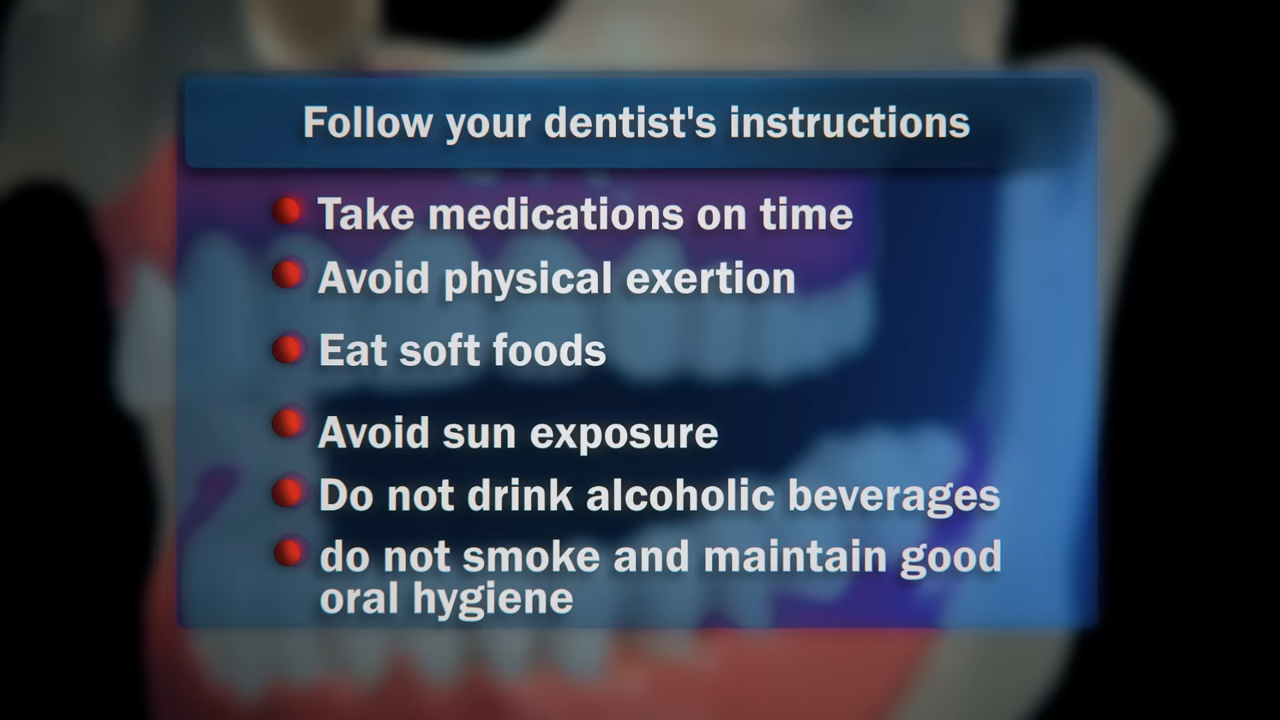 Follow your dentist's instructions
Take medications on time
Avoid physical exertion
Eat soft foods
Avoid sun exposure
Do not drink alcoholic beverages
do not smoke and maintain good
oral hygiene